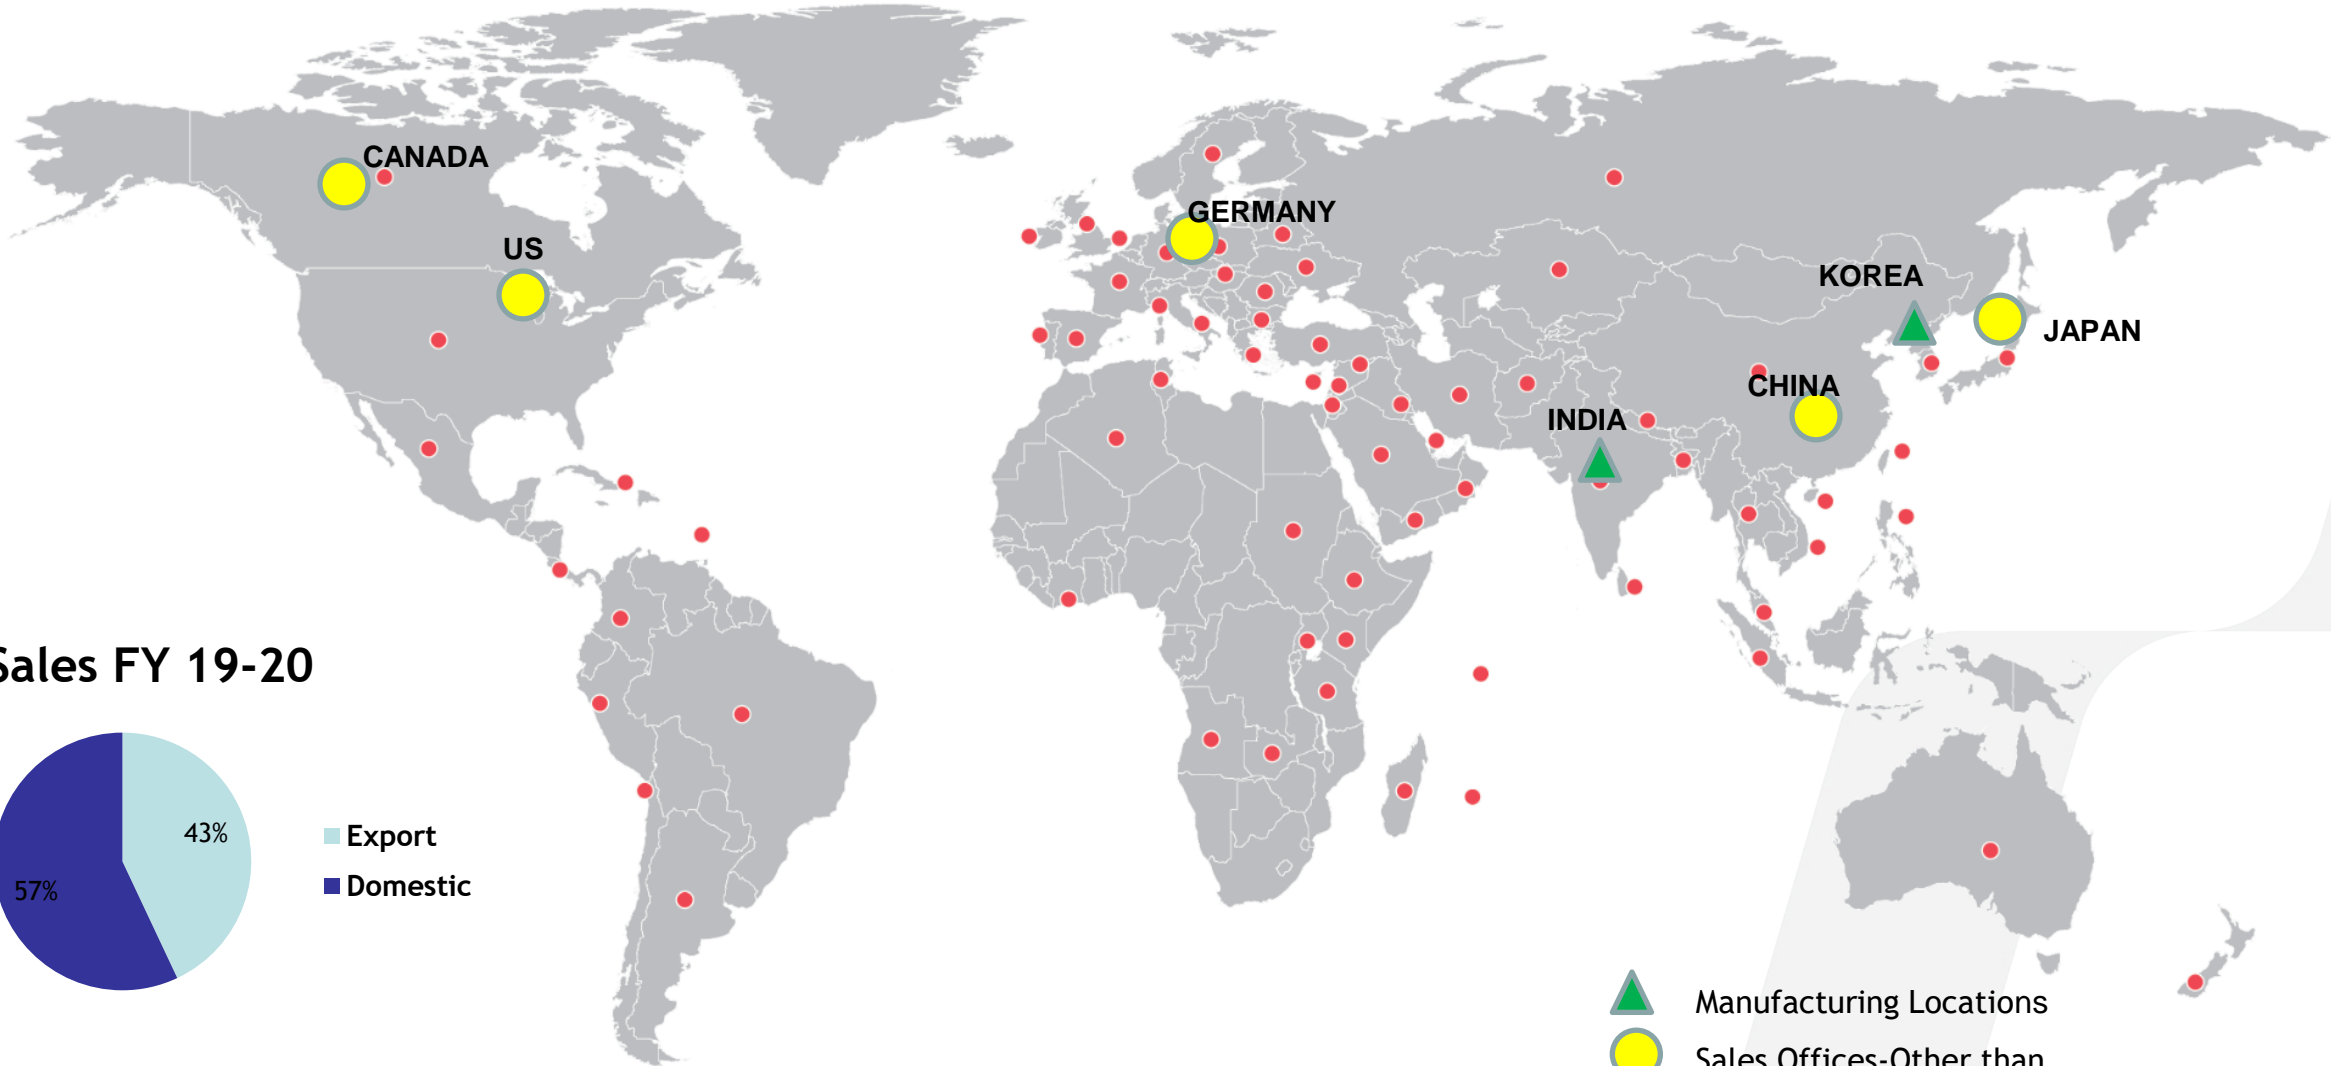 CANADA
GERMANY
US
KOREA
JAPAN
CHINA
INDIA
Sales FY 19-20
43%
Export
57%
Domestic
Manufacturing Locations
Sales Offices-Other than